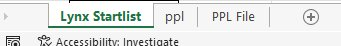 Lynx Startlist ppl PPL File
Accessibility: Investigate